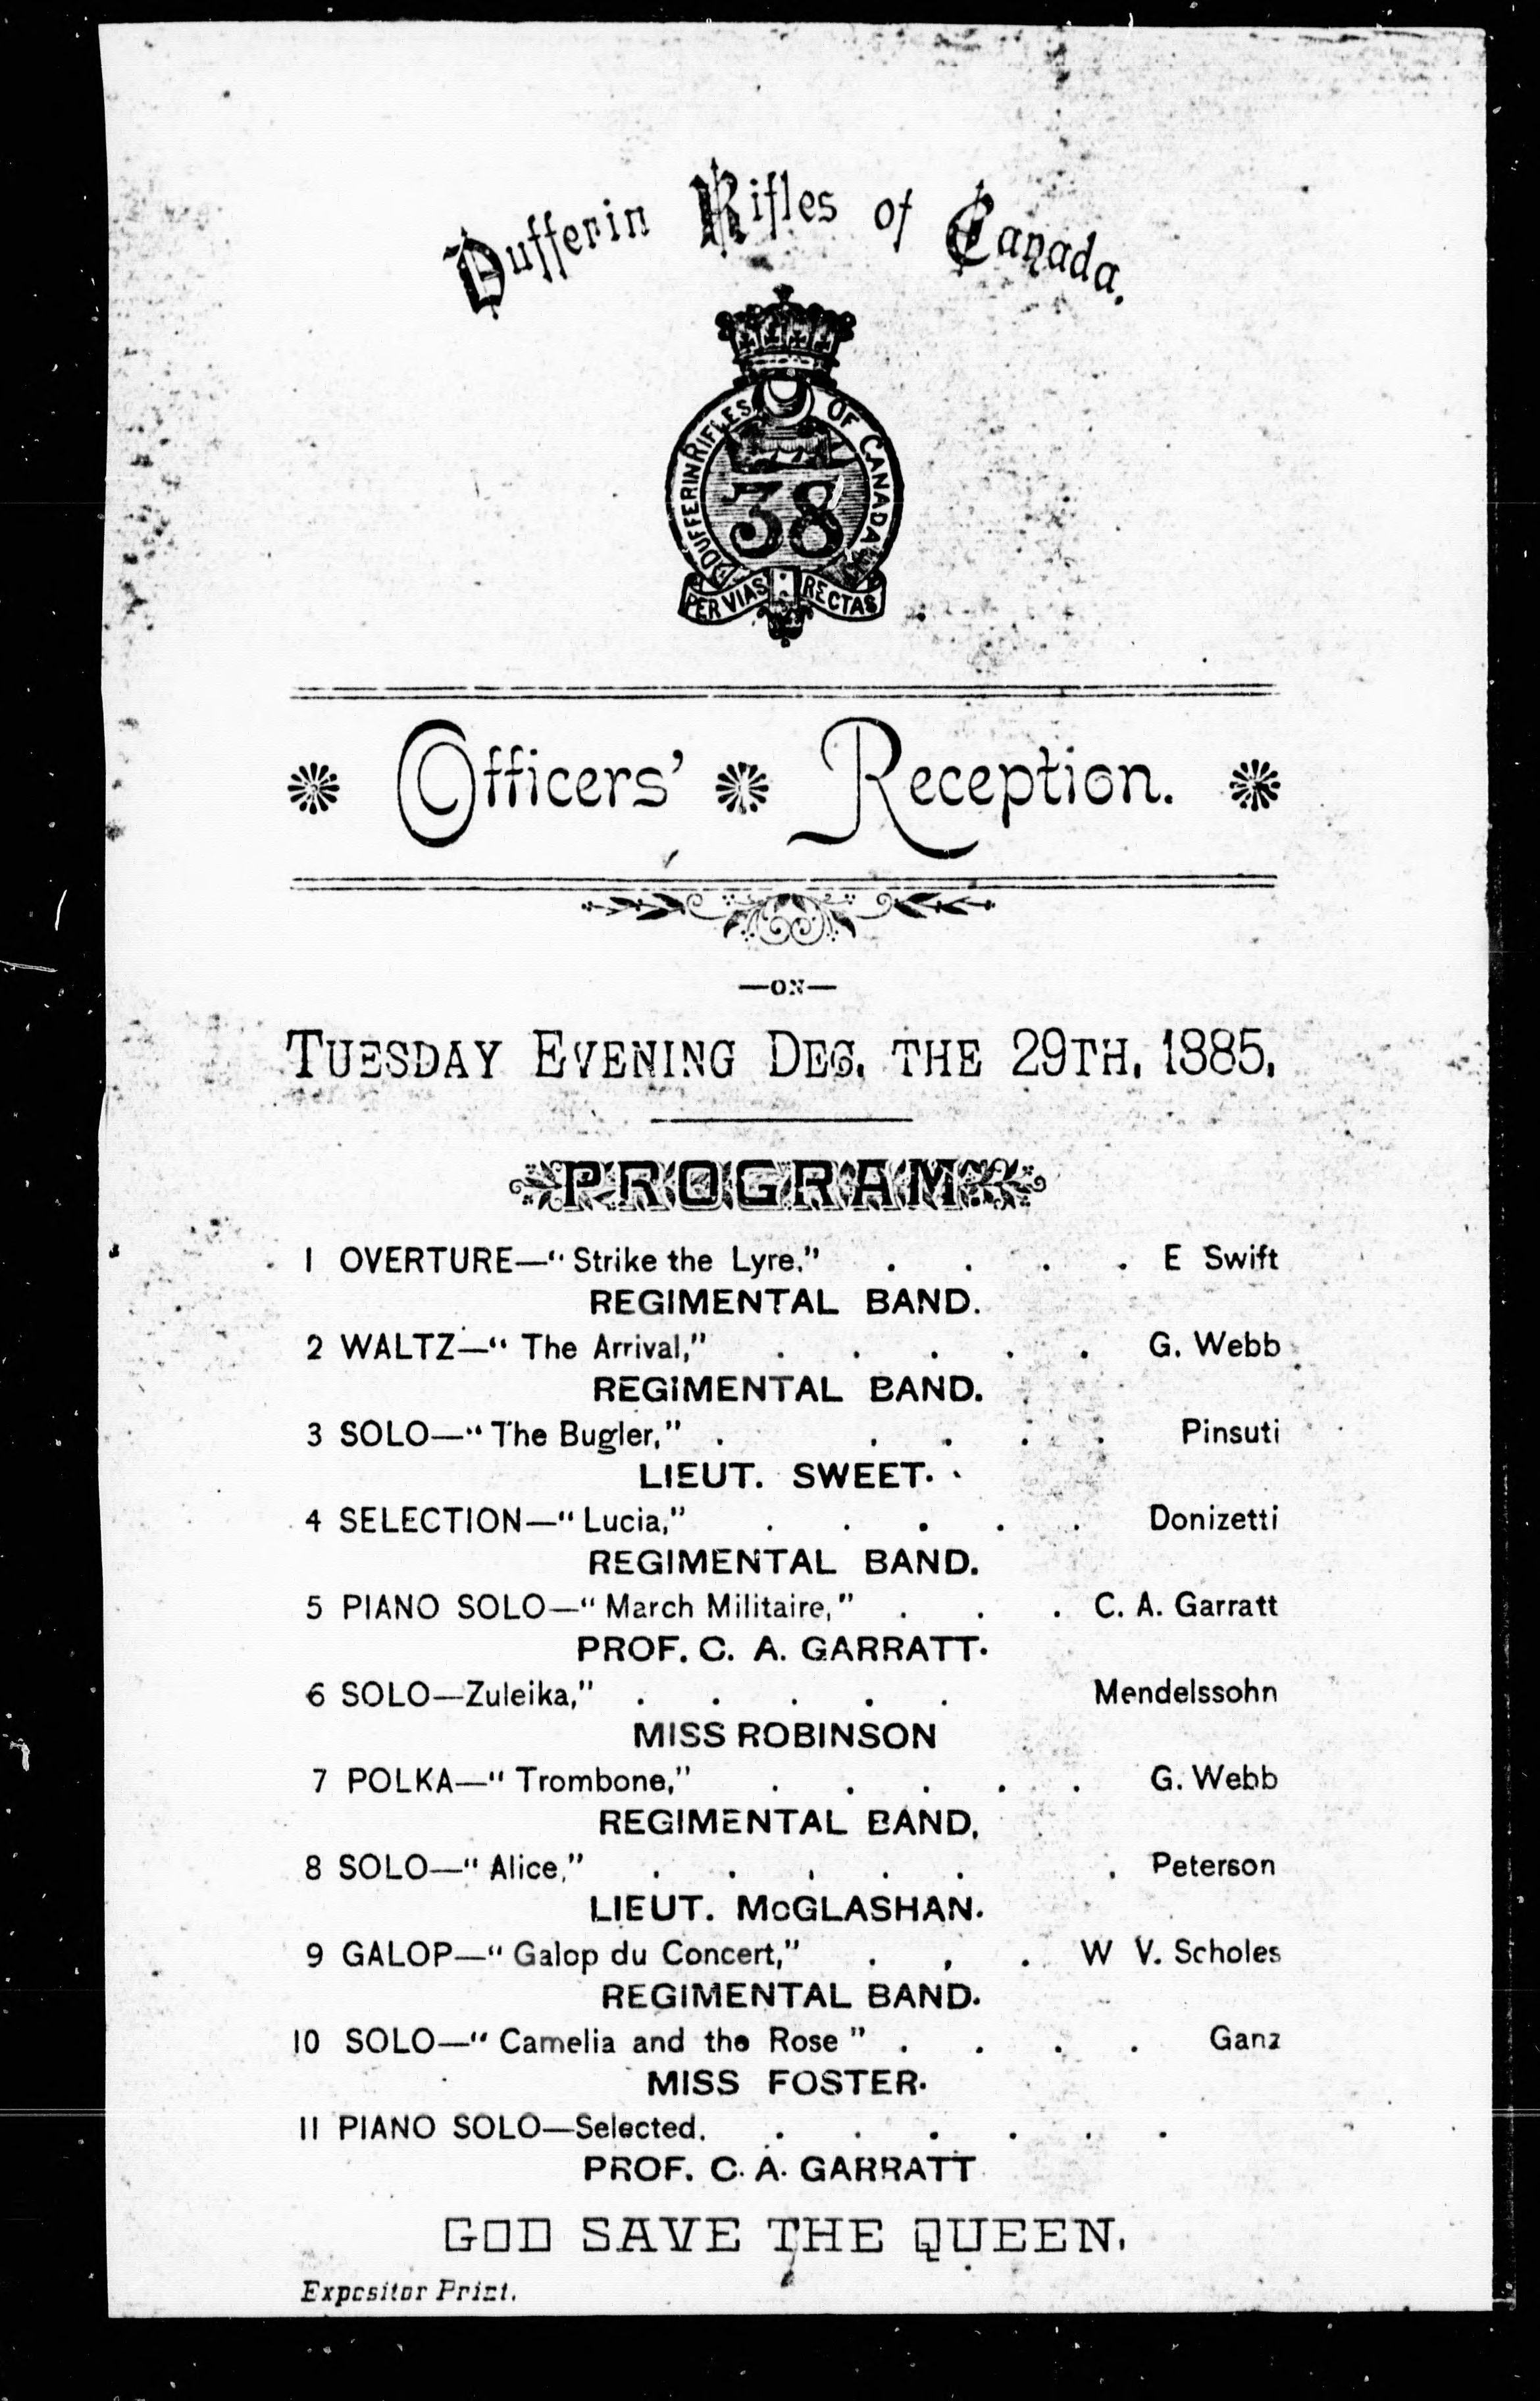 Dufferin Rifles of Canada.
DUFFERIN RIFLES OF CANADA
38
PER VIAS RECTAS
Officers' Reception.
—ON—
TUESDAY EVENING DEC. THE 29TH, 1885,
PROGRAM
1 OVERTURE—"Strike the Lyre," . . . . E Swift
REGIMENTAL BAND.
2 WALTZ—"The Arrival," . . . . . G. Webb
REGIMENTAL BAND.
3 SOLO—"The Bugler," . . . . . Pinsuti
LIEUT. SWEET.
4 SELECTION—"Lucia," . . . . . Donizetti
REGIMENTAL BAND.
5 PIANO SOLO—"March Militaire," . . . C. A. Garratt
PROF. C. A. GARRATT.
6 SOLO—Zuleika," . . . . . Mendelssohn
MISS ROBINSON
7 POLKA—"Trombone," . . . . . G. Webb
REGIMENTAL BAND,
8 SOLO—"Alice," . . . . . . Peterson
LIEUT. McGLASHAN.
9 GALOP—"Galop du Concert," . . . W V. Scholes
REGIMENTAL BAND.
10 SOLO—"Camelia and the Rose" . . . . Ganz
MISS FOSTER.
11 PIANO SOLO—Selected. . . . . . .
PROF. C. A. GARRATT
GOD SAVE THE QUEEN.
Expositor Print.